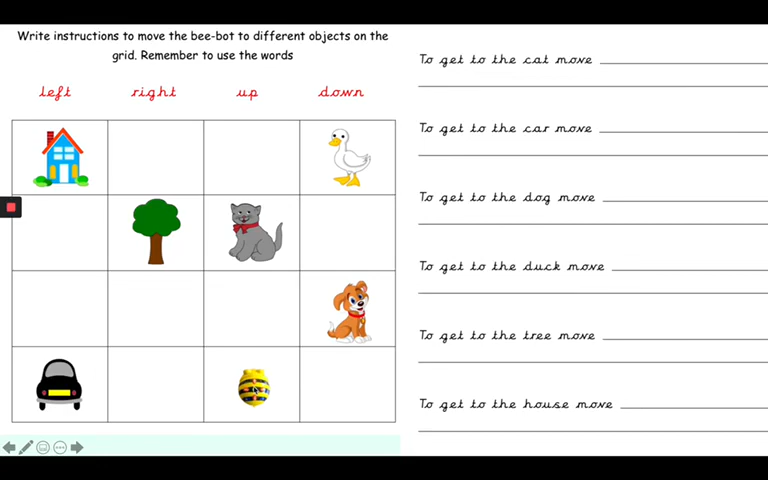 Write instructions to move the bee-bot to different objects on the
grid. Remember to use the words
left right up down
To get to the cat move
To get to the car move
To get to the dog move
To get to the duck move
To get to the tree move
To get to the house move